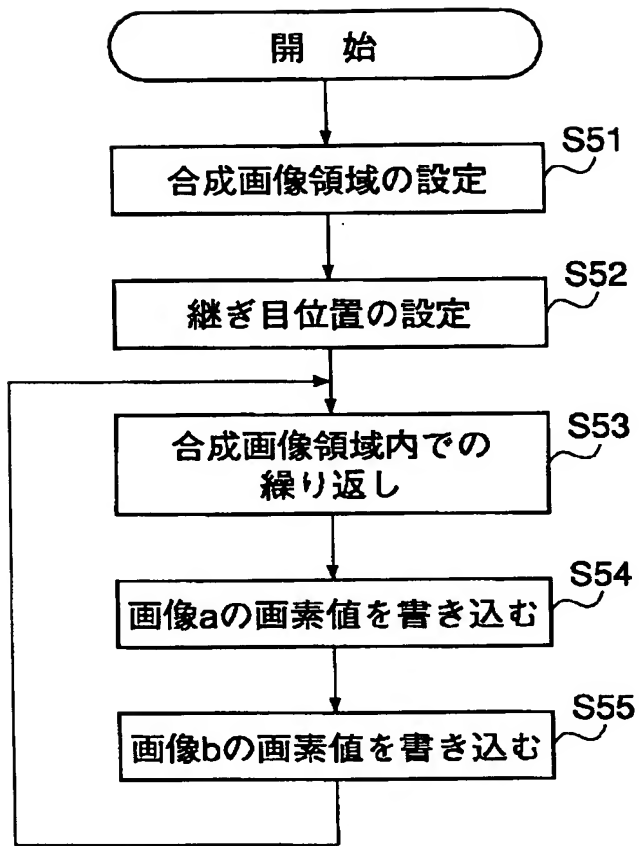 開 始
S51
合成画像領域の設定
S52
継ぎ目位置の設定
S53
合成画像領域内での
繰り返し
S54
画像aの画素値を書き込む
S55
画像bの画素値を書き込む